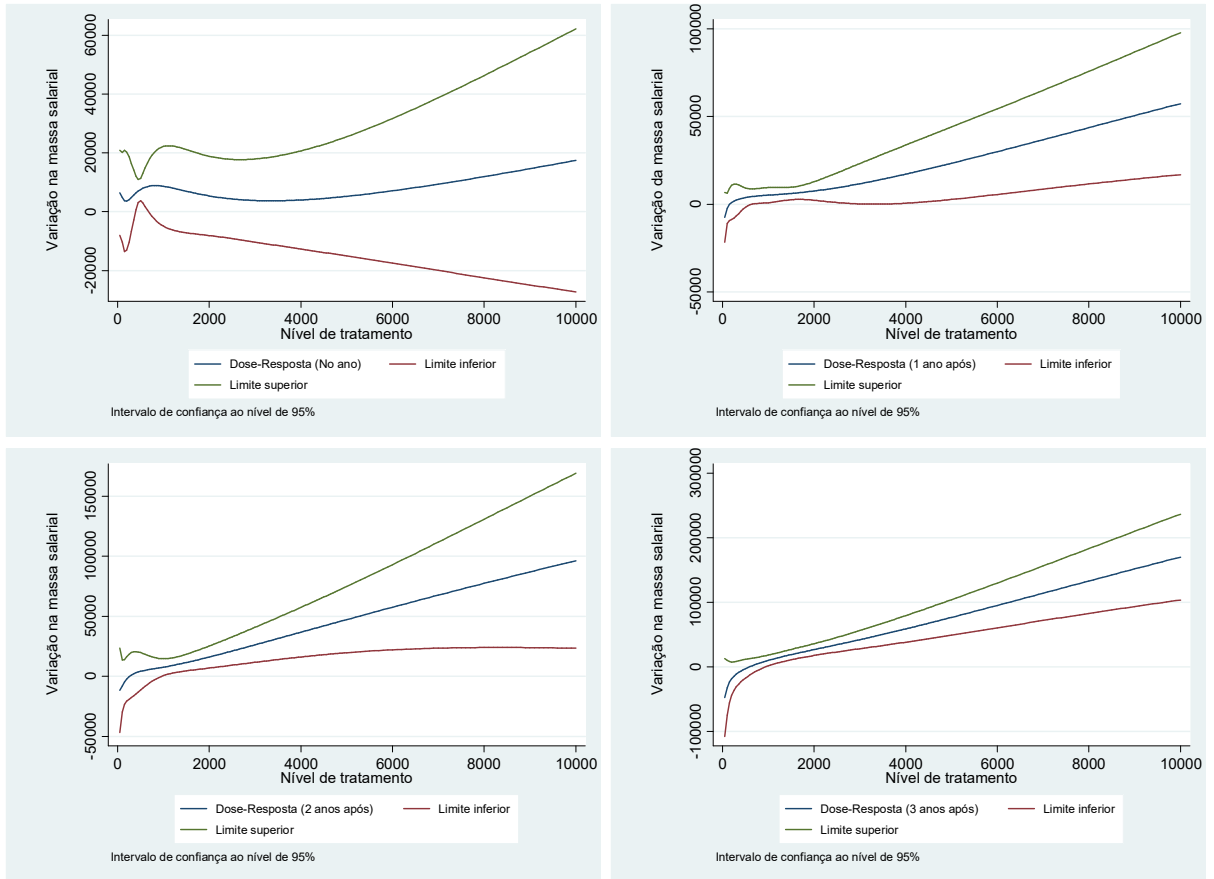 Variação na massa salarial
60000
40000
20000
0
-20000
0 2000 4000 6000 8000 10000
Nível de tratamento
Dose-Resposta (No ano) Limite inferior
Limite superior
Intervalo de confiança ao nível de 95%
Variação da massa salarial
100000
50000
0
-50000
0 2000 4000 6000 8000 10000
Nível de tratamento
Dose-Resposta (1 ano após) Limite inferior
Limite superior
Intervalo de confiança ao nível de 95%
Variação na massa salarial
150000
100000
50000
0
-50000
0 2000 4000 6000 8000 10000
Nível de tratamento
Dose-Resposta (2 anos após) Limite inferior
Limite superior
Intervalo de confiança ao nível de 95%
Variação na massa salarial
300000
200000
100000
0
-100000
0 2000 4000 6000 8000 10000
Nível de tratamento
Dose-Resposta (3 anos após) Limite inferior
Limite superior
Intervalo de confiança ao nível de 95%